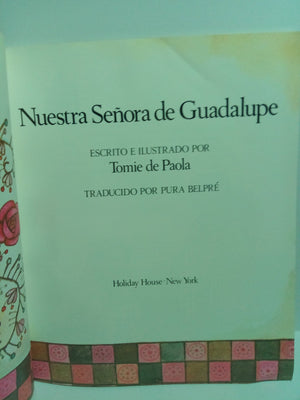 Nuestra Señora de Guadalupe
ESCRITO E ILUSTRADO POR
Tomie de Paola
TRADUCIDO POR PURA BELPRÉ
Holiday House · New York